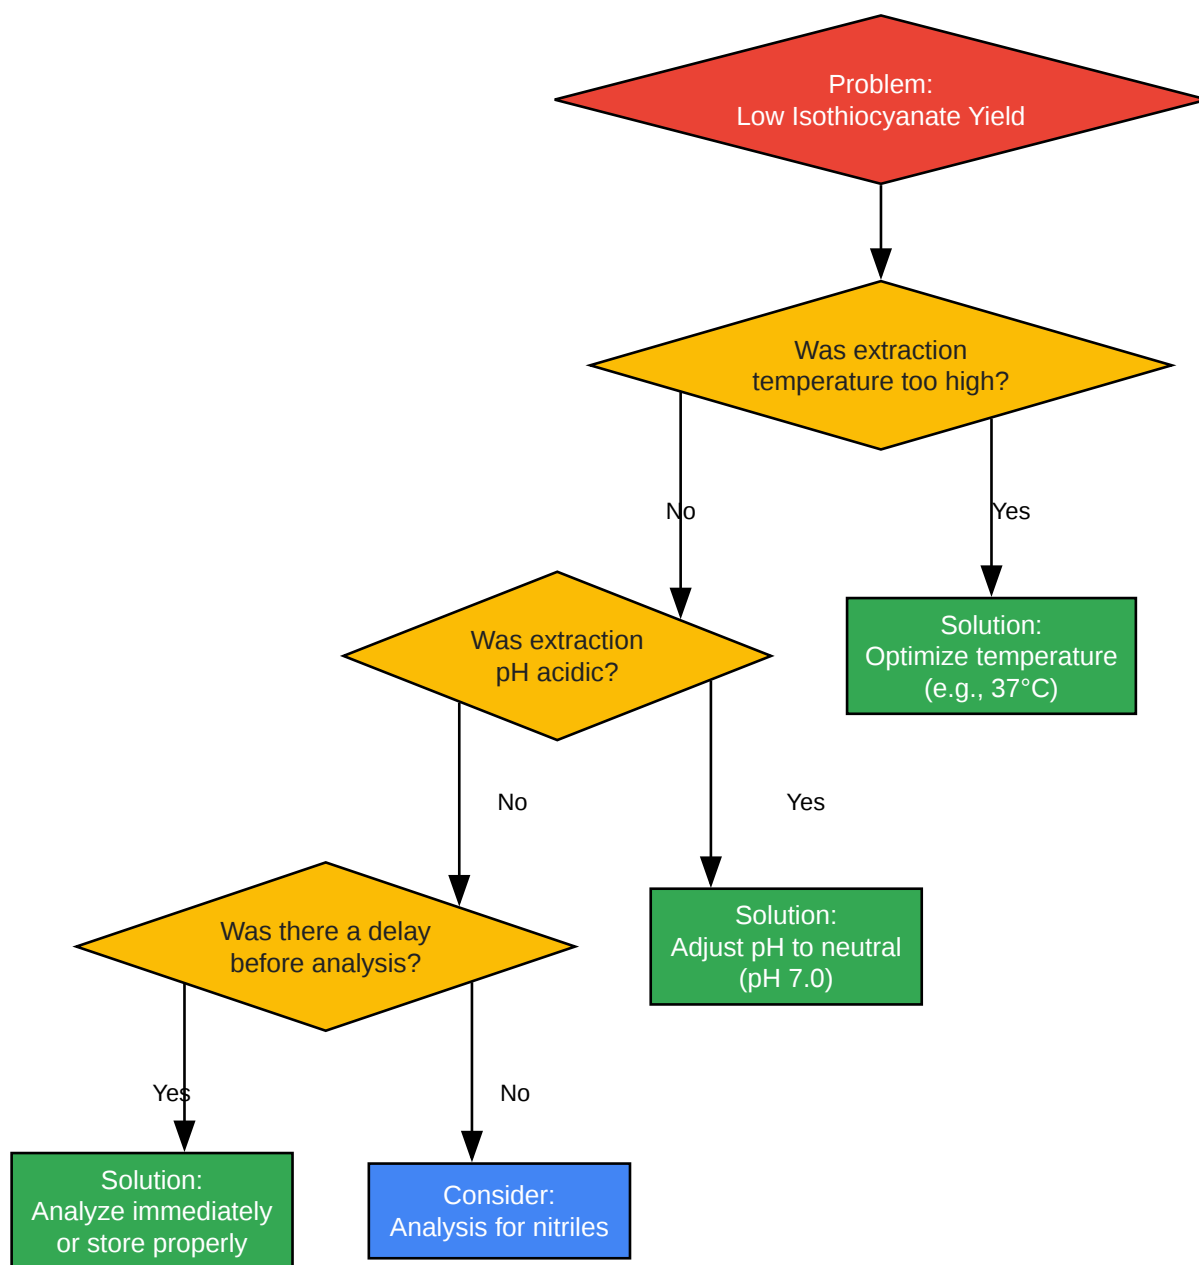 Problem:
Low Isothiocyanate Yield
Was extraction
temperature too high?
No
Yes
Was extraction
pH acidic?
Solution:
Optimize temperature
(e.g., 37°C)
No
Yes
Was there a delay
before analysis?
Solution:
Adjust pH to neutral
(pH 7.0)
Yes
No
Solution:
Analyze immediately
or store properly
Consider:
Analysis for nitriles